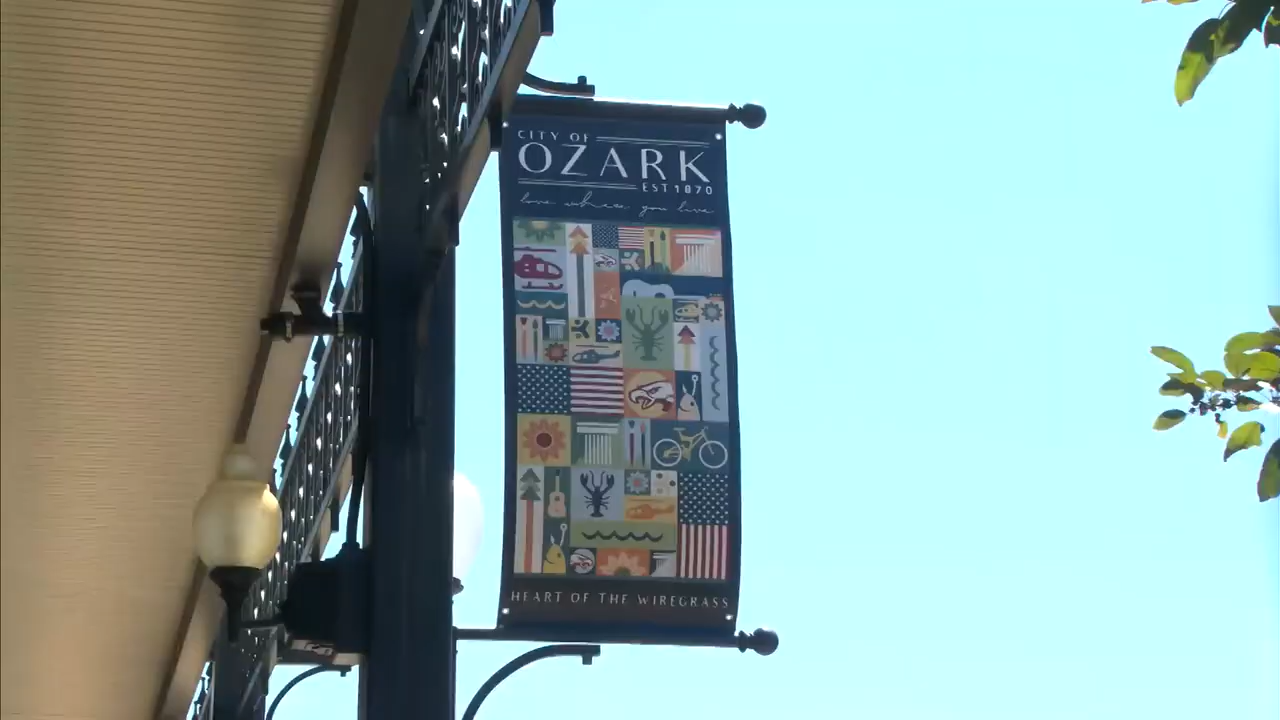 CITY OF
OZARK
EST 1870
love where you live
HEART OF THE WIREGRASS